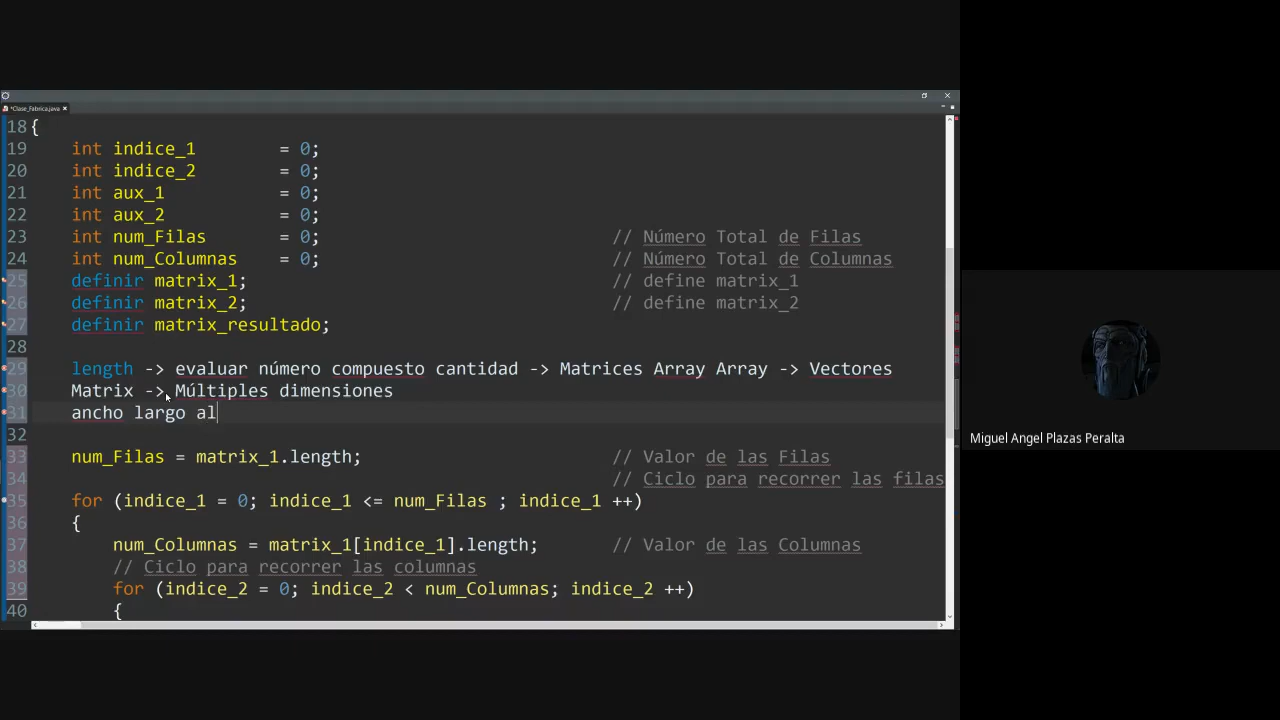 *Clase_Fabrica.java
18 {
19 int indice_1 = 0;
20 int indice_2 = 0;
21 int aux_1 = 0;
22 int aux_2 = 0;
23 int num_Filas = 0; // Número Total de Filas
24 int num_Columnas = 0; // Número Total de Columnas
25 definir matrix_1; // define matrix_1
26 definir matrix_2; // define matrix_2
27 definir matrix_resultado;
28
29 length -> evaluar número compuesto cantidad -> Matrices Array Array -> Vectores
30 Matrix -> Múltiples dimensiones
31 ancho largo al
32
33 num_Filas = matrix_1.length; // Valor de las Filas
34 // Ciclo para recorrer las filas
35 for (indice_1 = 0; indice_1 <= num_Filas ; indice_1 ++)
36 {
37 num_Columnas = matrix_1[indice_1].length; // Valor de las Columnas
38 // Ciclo para recorrer las columnas
39 for (indice_2 = 0; indice_2 < num_Columnas; indice_2 ++)
40 {
Miguel Angel Plazas Peralta